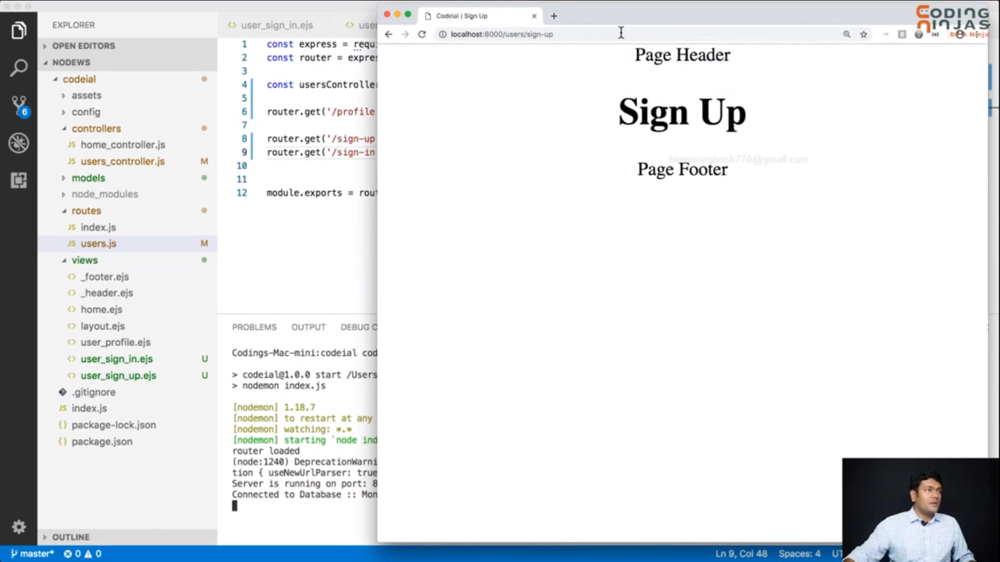 EXPLORER
OPEN EDITORS
NODEWS
codeial
assets
config
controllers
home_controller.js
users_controller.js M
models
node_modules
routes
index.js
users.js M
views
_footer.ejs
_header.ejs
home.ejs
layout.ejs
user_profile.ejs
user_sign_in.ejs U
user_sign_up.ejs U
.gitignore
index.js
package-lock.json
package.json
OUTLINE
6
user_sign_in.ejs
1 const express = requi
2 const router = expres
3
4 const usersController
5
6 router.get('/profile
7
8 router.get('/sign-up
9 router.get('/sign-in
10
11
12 module.exports = rout
PROBLEMS OUTPUT DEBUG C
Codings-Mac-mini:codeial cod
> codeial@1.0.0 start /Users
> nodemon index.js
[nodemon] 1.18.7
[nodemon] to restart at any
[nodemon] watching: *.*
[nodemon] starting `node ind
router loaded
(node:1240) DeprecationWarni
tion { useNewUrlParser: true
Server is running on port: 8
Connected to Database :: Mon
Codeial | Sign Up
localhost:8000/users/sign-up
CODING
NINJAS
Page Header
Sign Up
bireswarghosh770@gmail.com
Page Footer
master* 0 0
Ln 9, Col 48 Spaces: 4